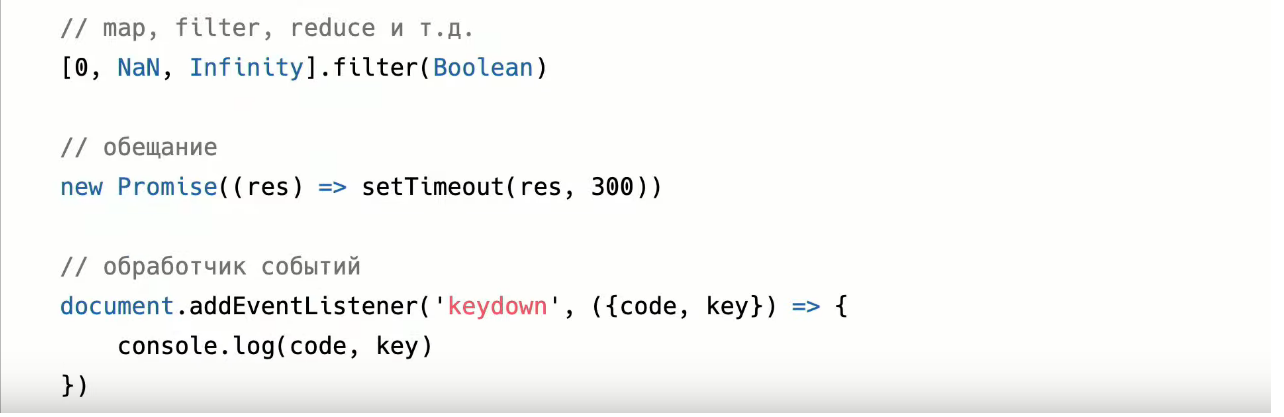 // map, filter, reduce и т.д.
[0, NaN, Infinity].filter(Boolean)
// обещание
new Promise((res) => setTimeout(res, 300))
// обработчик событий
document.addEventListener('keydown', ({code, key}) => {
    console.log(code, key)
})